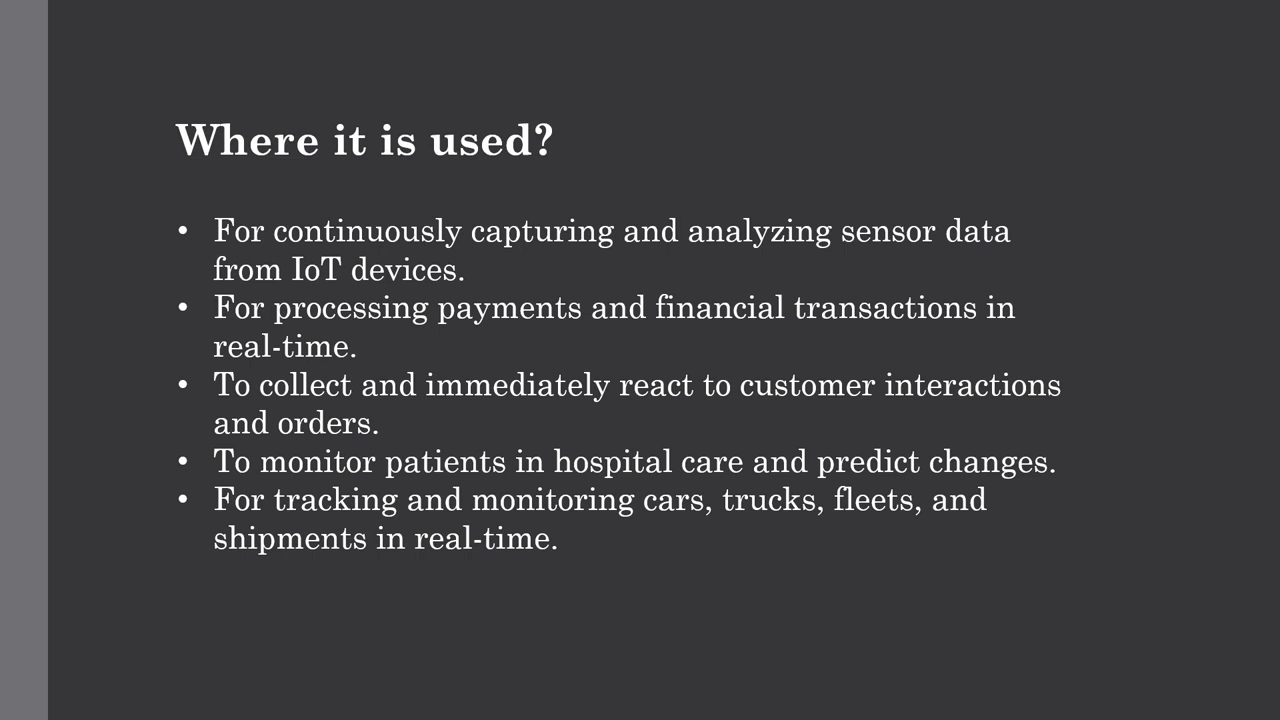 Where it is used?
• For continuously capturing and analyzing sensor data
from IoT devices.
• For processing payments and financial transactions in
real-time.
• To collect and immediately react to customer interactions
and orders.
• To monitor patients in hospital care and predict changes.
• For tracking and monitoring cars, trucks, fleets, and
shipments in real-time.